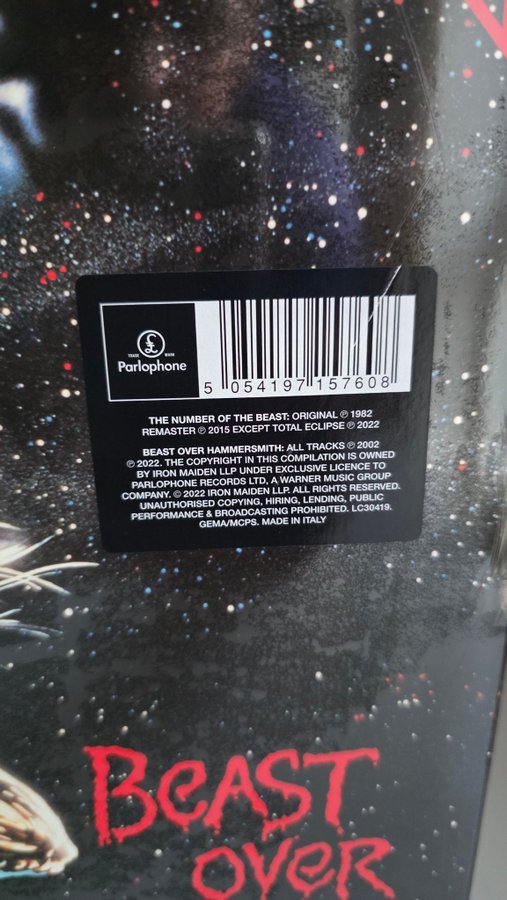 TRADE MARK
Parlophone
5 054197 157608
THE NUMBER OF THE BEAST: ORIGINAL ℗ 1982
REMASTER ℗ 2015 EXCEPT TOTAL ECLIPSE ℗ 2022
BEAST OVER HAMMERSMITH: ALL TRACKS ℗ 2002
℗ 2022. THE COPYRIGHT IN THIS COMPILATION IS OWNED
BY IRON MAIDEN LLP UNDER EXCLUSIVE LICENCE TO
PARLOPHONE RECORDS LTD, A WARNER MUSIC GROUP
COMPANY. © 2022 IRON MAIDEN LLP. ALL RIGHTS RESERVED.
UNAUTHORISED COPYING, HIRING, LENDING, PUBLIC
PERFORMANCE & BROADCASTING PROHIBITED. LC30419.
GEMA/MCPS. MADE IN ITALY
BEAST
OVER